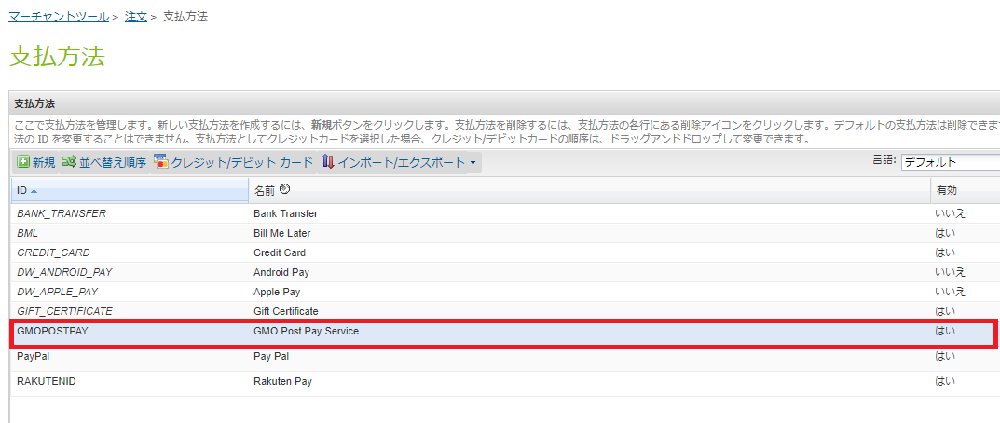 マーチャントツール > 注文 > 支払方法
支払方法
支払方法
ここで支払方法を管理します。新しい支払方法を作成するには、新規ボタンをクリックします。支払方法を削除するには、支払方法の各行にある削除アイコンをクリックします。デフォルトの支払方法は削除できま
法の ID を変更することはできません。支払方法としてクレジットカードを選択した場合、クレジット/デビットカードの順序は、ドラッグアンドドロップして変更できます。
新規 並べ替え順序 クレジット/デビット カード インポート/エクスポート 言語: デフォルト
ID 名前 有効
BANK_TRANSFER Bank Transfer いいえ
BML Bill Me Later はい
CREDIT_CARD Credit Card はい
DW_ANDROID_PAY Android Pay いいえ
DW_APPLE_PAY Apple Pay いいえ
GIFT_CERTIFICATE Gift Certificate はい
GMOPOSTPAY GMO Post Pay Service はい
PayPal Pay Pal はい
RAKUTENID Rakuten Pay はい